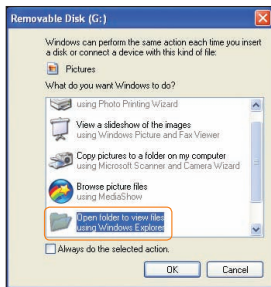 Removable Disk (G:)
Windows can perform the same action each time you insert
a disk or connect a device with this kind of file:
Pictures
What do you want Windows to do?
using Photo Printing Wizard
View a slideshow of the images
using Windows Picture and Fax Viewer
Copy pictures to a folder on my computer
using Microsoft Scanner and Camera Wizard
Browse picture files
using MediaShow
Open folder to view files
using Windows Explorer
Always do the selected action.
OK
Cancel